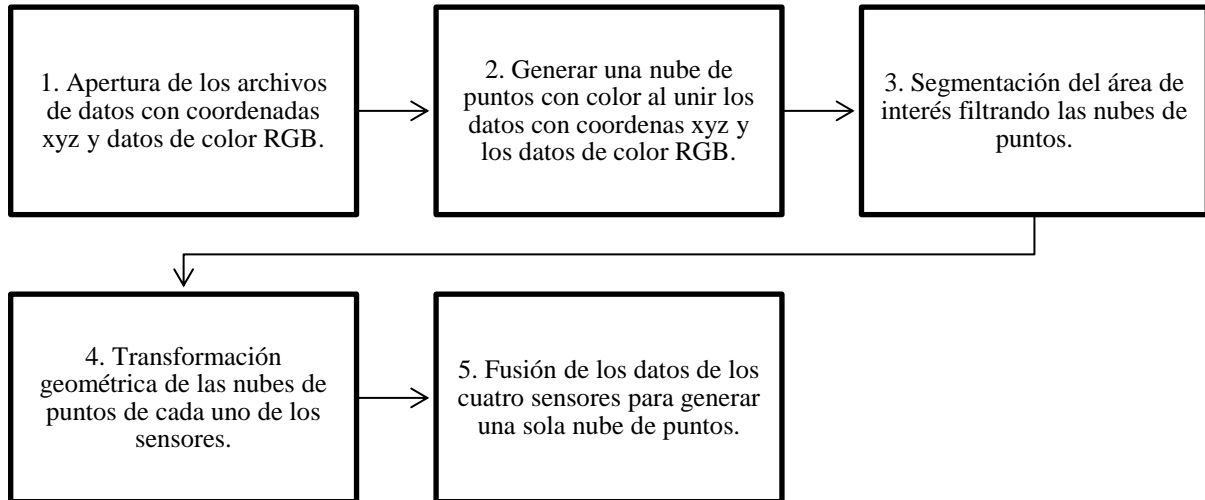 1. Apertura de los archivos
de datos con coordenadas
xyz y datos de color RGB.
2. Generar una nube de
puntos con color al unir los
datos con coordenas xyz y
los datos de color RGB.
3. Segmentación del área de
interés filtrando las nubes de
puntos.
4. Transformación
geométrica de las nubes de
puntos de cada uno de los
sensores.
5. Fusión de los datos de los
cuatro sensores para generar
una sola nube de puntos.